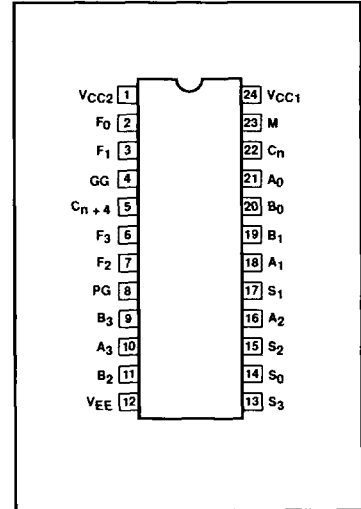 VCC2 1 24 VCC1
F0 2 23 M
F1 3 22 Cn
GG 4 21 A0
Cn + 4 5 20 B0
F3 6 19 B1
F2 7 18 A1
PG 8 17 S1
B3 9 16 A2
A3 10 15 S2
B2 11 14 S0
VEE 12 13 S3